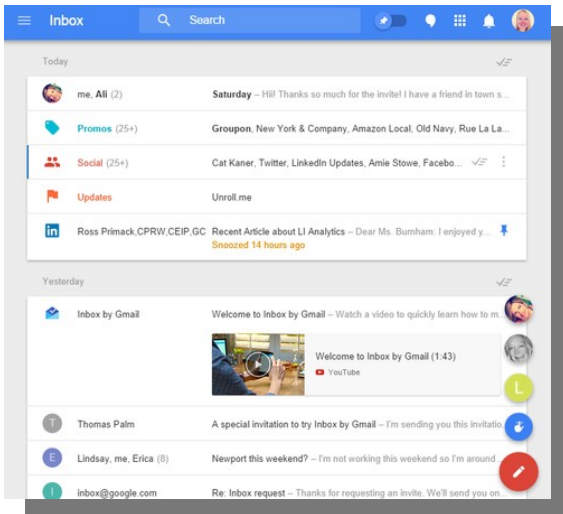 Inbox
Search
Today
me, Ali (2)
Saturday – Hii! Thanks so much for the invite! I have a friend in town s...
Promos (25+)
Groupon, New York & Company, Amazon Local, Old Navy, Rue La La...
Social (25+)
Cat Kaner, Twitter, LinkedIn Updates, Amie Stowe, Facebo...
Updates
Unroll.me
in
Ross Primack,CPRW,CEIP,GC
Recent Article about LI Analytics – Dear Ms. Burnham: I enjoyed y...
Snoozed 14 hours ago
Yesterday
Inbox by Gmail
Welcome to Inbox by Gmail – Watch a video to quickly learn how to m...
Welcome to Inbox by Gmail (1:43)
YouTube
L
T
Thomas Palm
A special invitation to try Inbox by Gmail – I'm sending you this invitatio
E
Lindsay, me, Erica (8)
Newport this weekend? – I'm not working this weekend so I'm around
I
inbox@google.com
Re: Inbox request – Thanks for requesting an invite. We'll send you on...